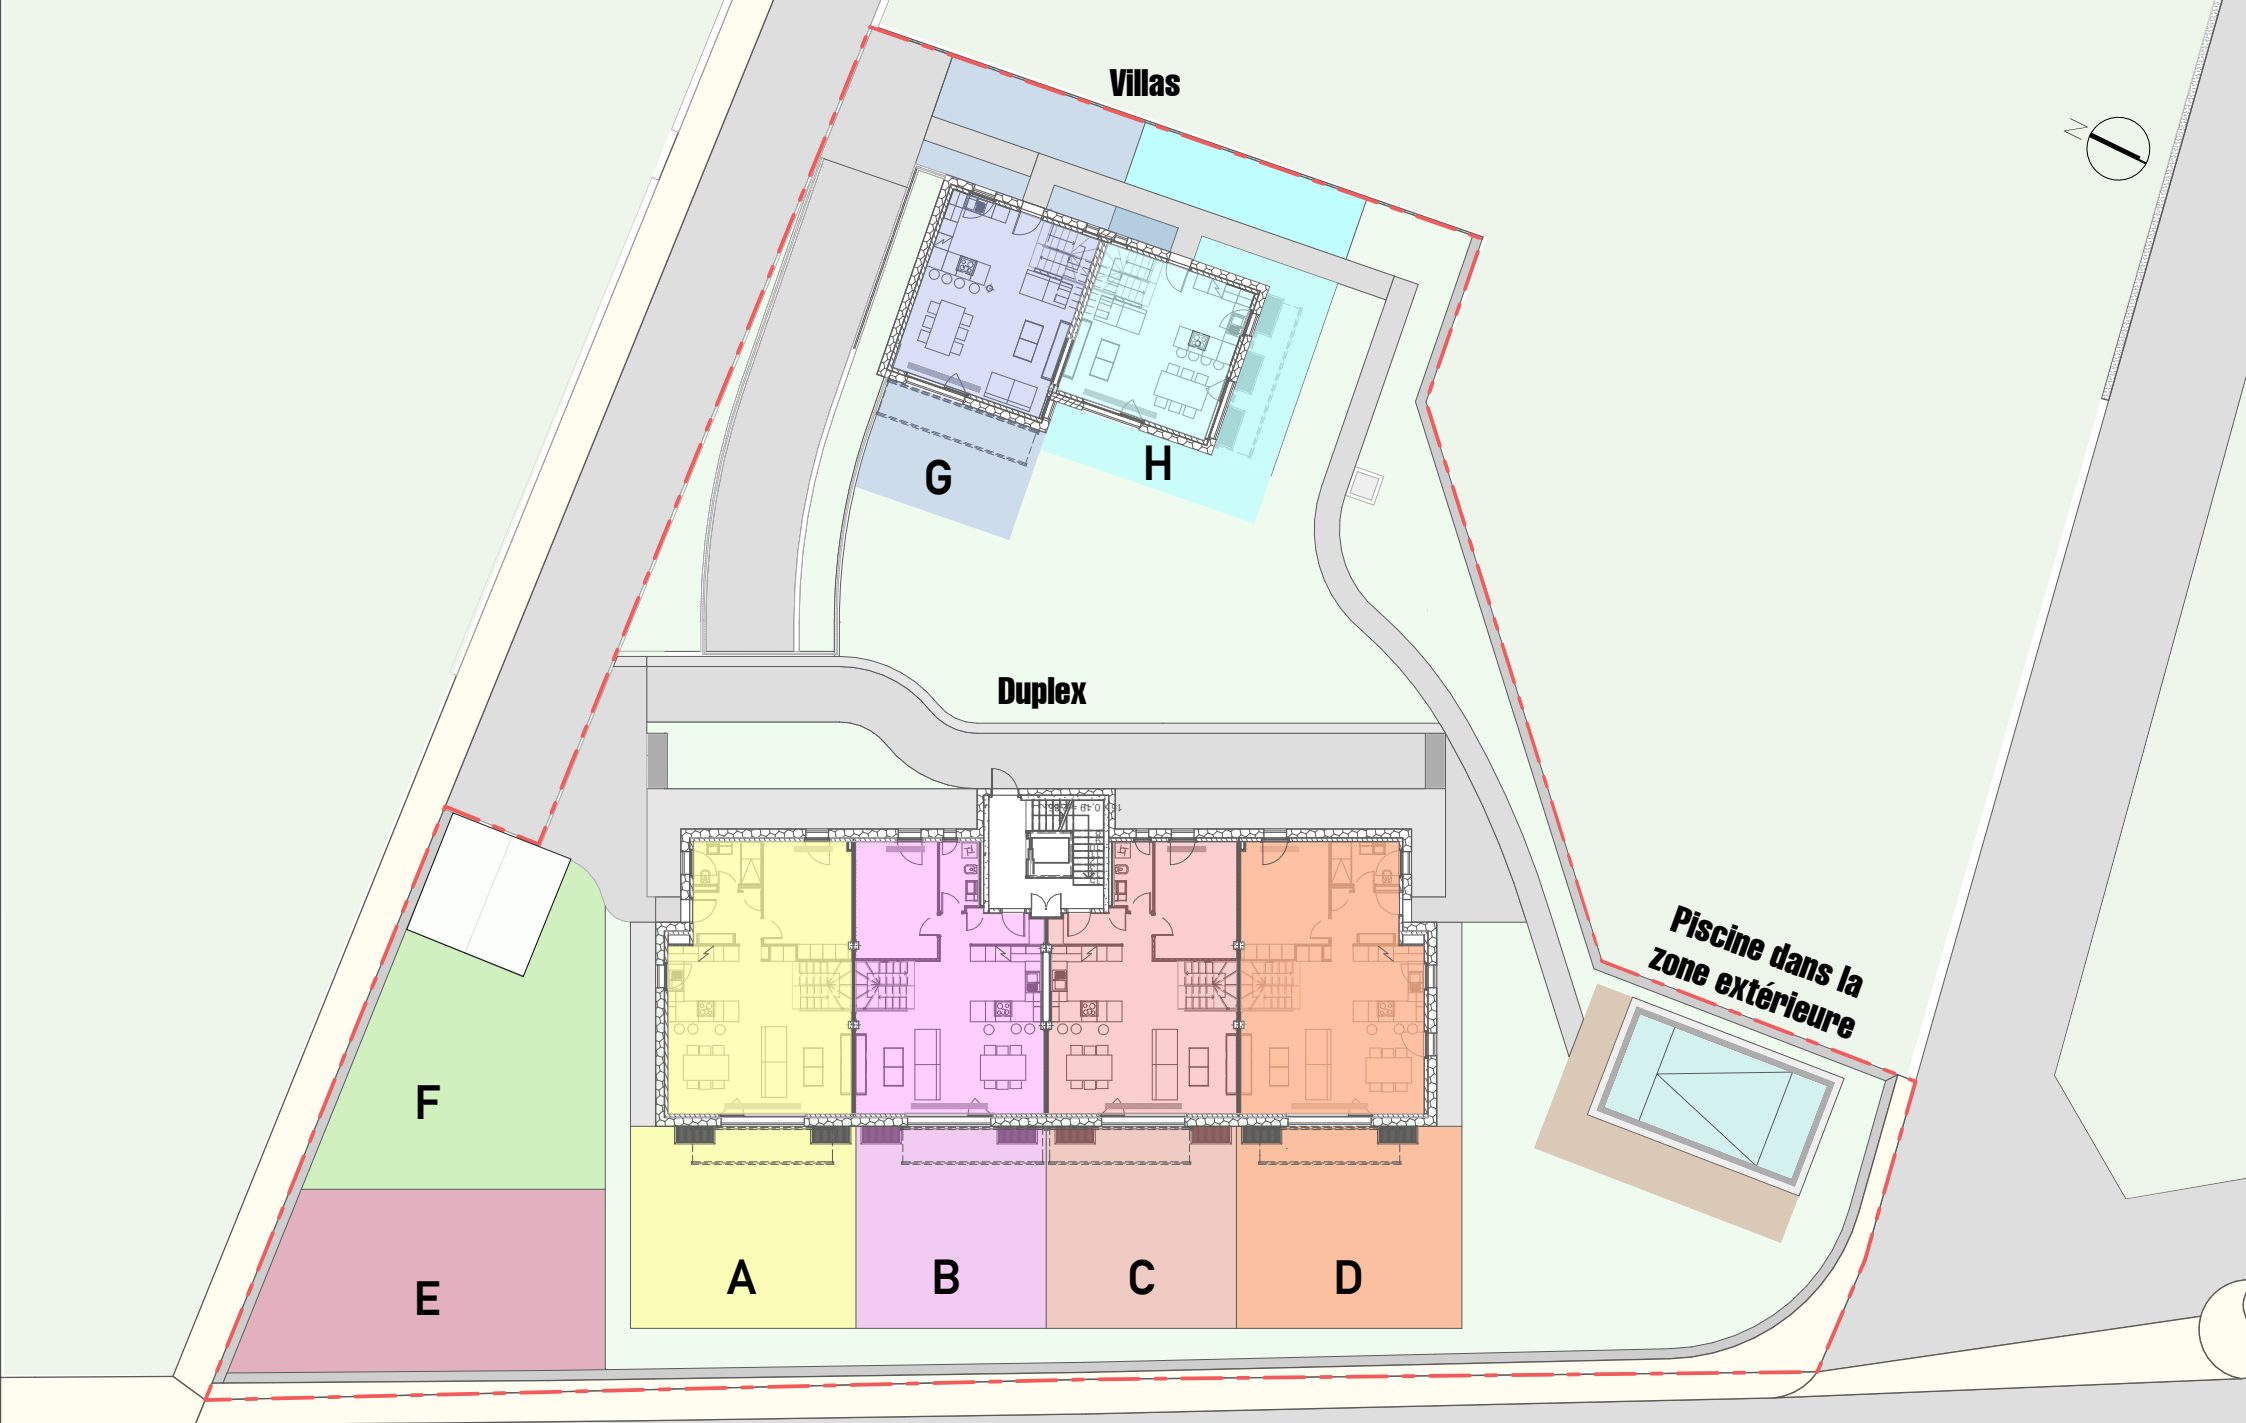 Villas
N
G
H
Duplex
Piscine dans la
zone extérieure
F
E
A
B
C
D